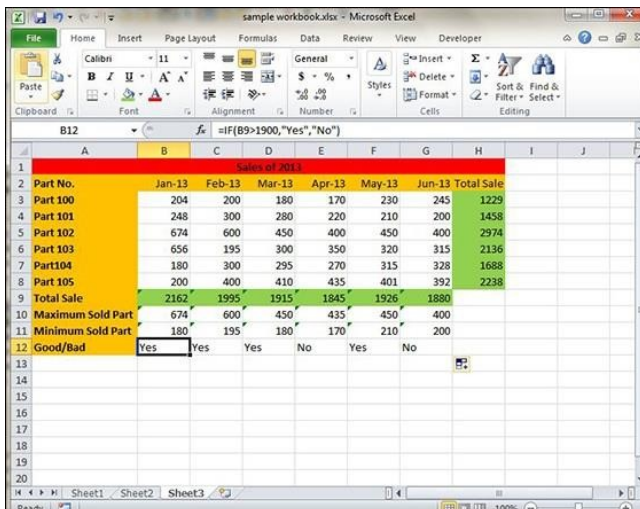 sample workbook.xlsx - Microsoft Excel
File Home Insert Page Layout Formulas Data Review View Developer
Calibri 11 General Insert Σ
Paste B I U A A $ % , Styles Delete Sort & Find &
Format Filter Select
Clipboard Font Alignment Number Cells Editing
B12 fx =IF(B9>1900,"Yes","No")
A B C D E F G H I J
1 Sales of 2013
2 Part No. Jan-13 Feb-13 Mar-13 Apr-13 May-13 Jun-13 Total Sale
3 Part 100 204 200 180 170 230 245 1229
4 Part 101 248 300 280 220 210 200 1458
5 Part 102 674 600 450 400 450 400 2974
6 Part 103 656 195 300 350 320 315 2136
7 Part104 180 300 295 270 315 328 1688
8 Part 105 200 400 410 435 401 392 2238
9 Total Sale 2162 1995 1915 1845 1926 1880
10 Maximum Sold Part 674 600 450 435 450 400
11 Minimum Sold Part 180 195 180 170 210 200
12 Good/Bad Yes Yes Yes No Yes No
13
14
15
16
17
18
19
20
Sheet1 Sheet2 Sheet3
Ready 100%